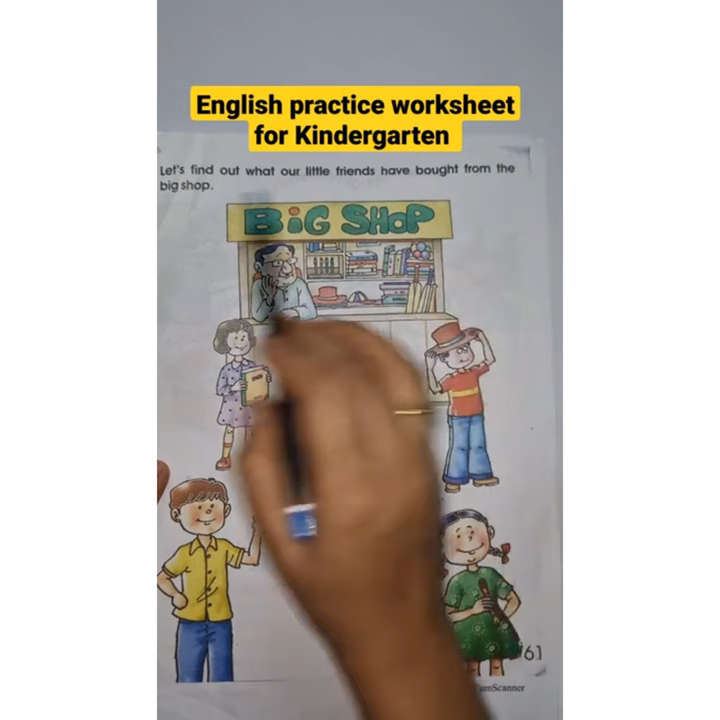 English practice worksheet
for Kindergarten
Let's find out what our little friends have bought from the
big shop.
BiG SHOP
61
amScanner